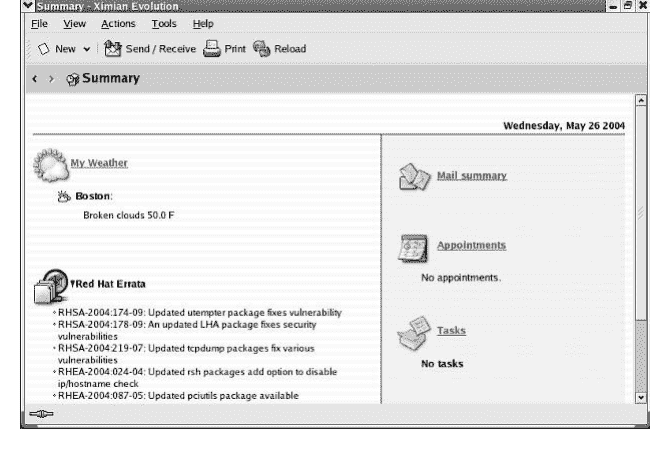 Summary - Ximian Evolution
File View Actions Tools Help
New Send / Receive Print Reload
Summary
Wednesday, May 26 2004
My Weather
Boston:
Broken clouds 50.0 F
Red Hat Errata
RHSA-2004:174-09: Updated utempter package fixes vulnerability
RHSA-2004:178-09: An updated LHA package fixes security
vulnerabilities
RHSA-2004:219-07: Updated tcpdump packages fix various
vulnerabilities
RHEA-2004:024-04: Updated rsh packages add option to disable
ip/hostname check
RHEA-2004:087-05: Updated pciutils package available
Mail summary
Appointments
No appointments.
Tasks
No tasks